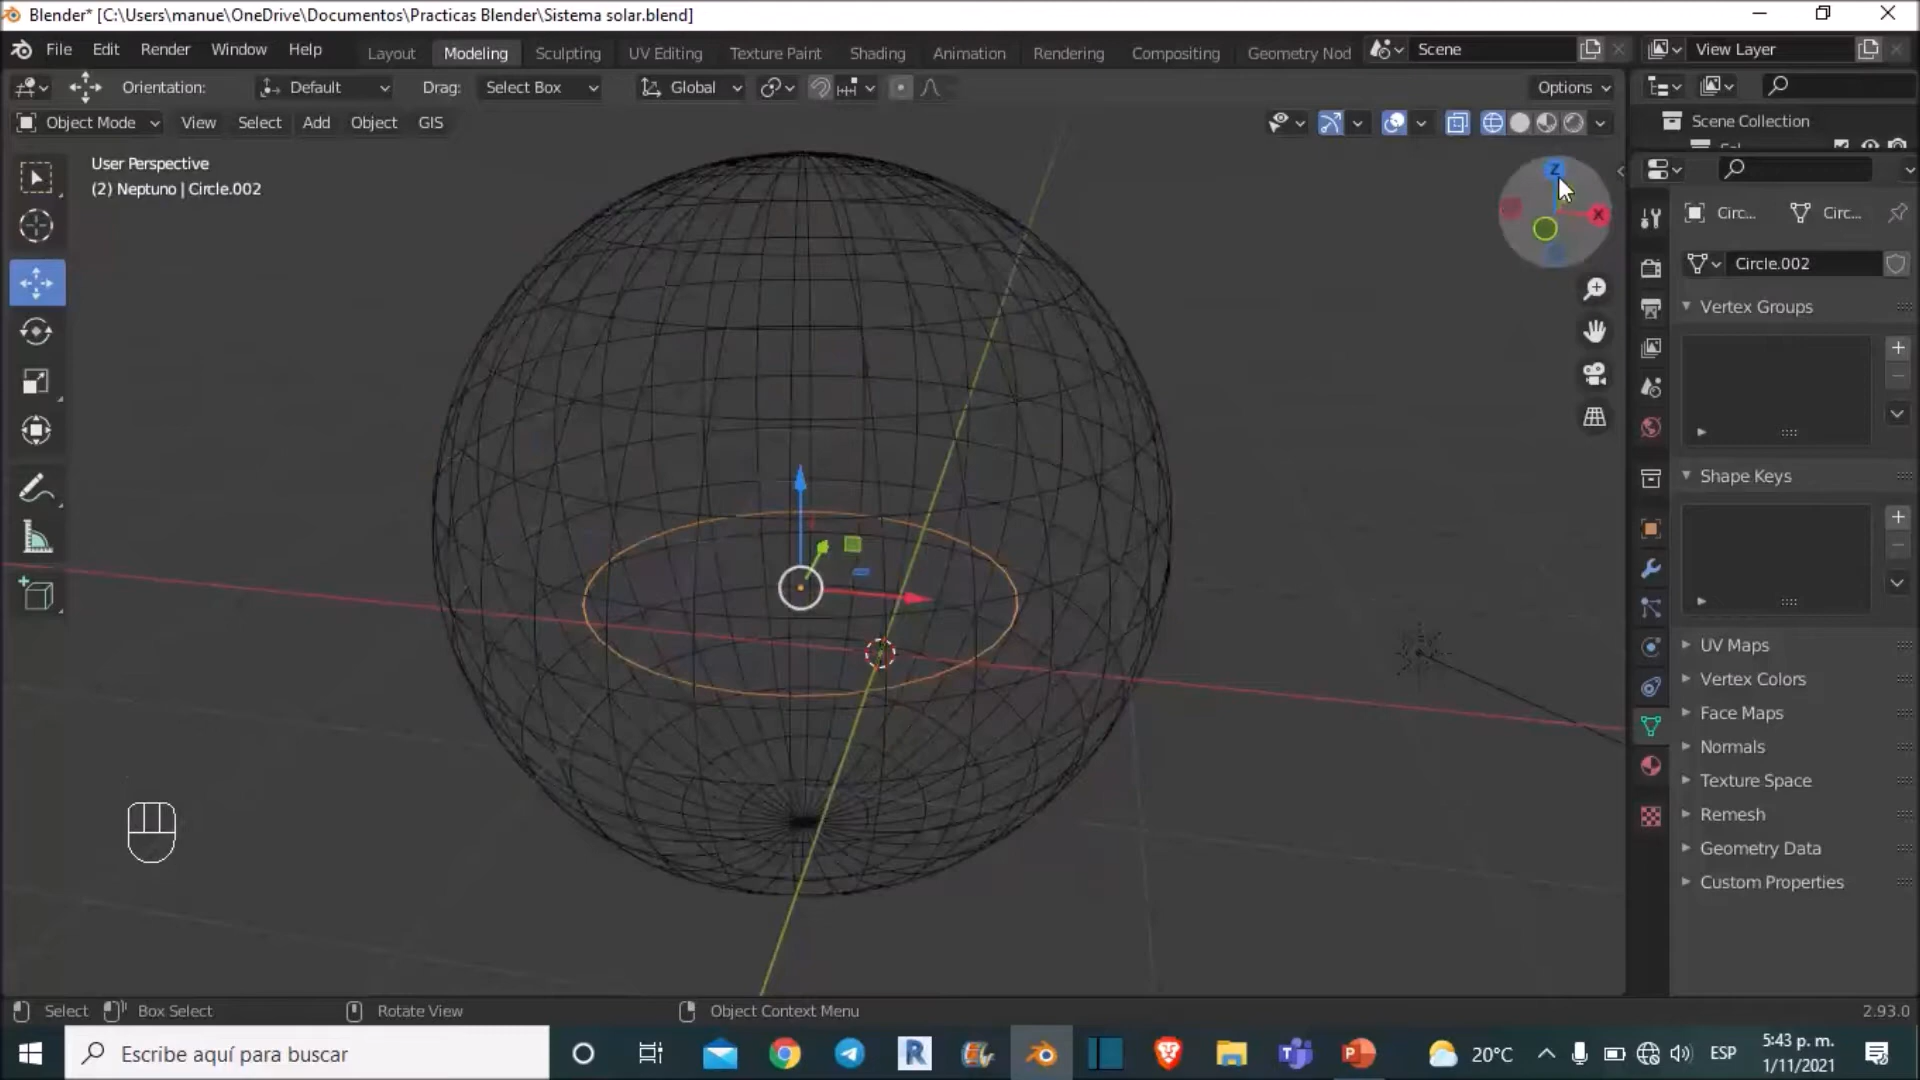 Blender* [C:\Users\manue\OneDrive\Documentos\Practicas Blender\Sistema solar.blend]
File Edit Render Window Help Layout Modeling Sculpting UV Editing Texture Paint Shading Animation Rendering Compositing Geometry Nod Scene View Layer
Orientation: Default Drag: Select Box Global Options
Object Mode View Select Add Object GIS
Scene Collection
User Perspective
(2) Neptuno | Circle.002
Z
X
Circ... Circ...
Circle.002
Vertex Groups
Shape Keys
UV Maps
Vertex Colors
Face Maps
Normals
Texture Space
Remesh
Geometry Data
Custom Properties
Select Box Select Rotate View Object Context Menu 2.93.0
Escribe aquí para buscar
20°C ESP
5:43 p. m.
1/11/2021